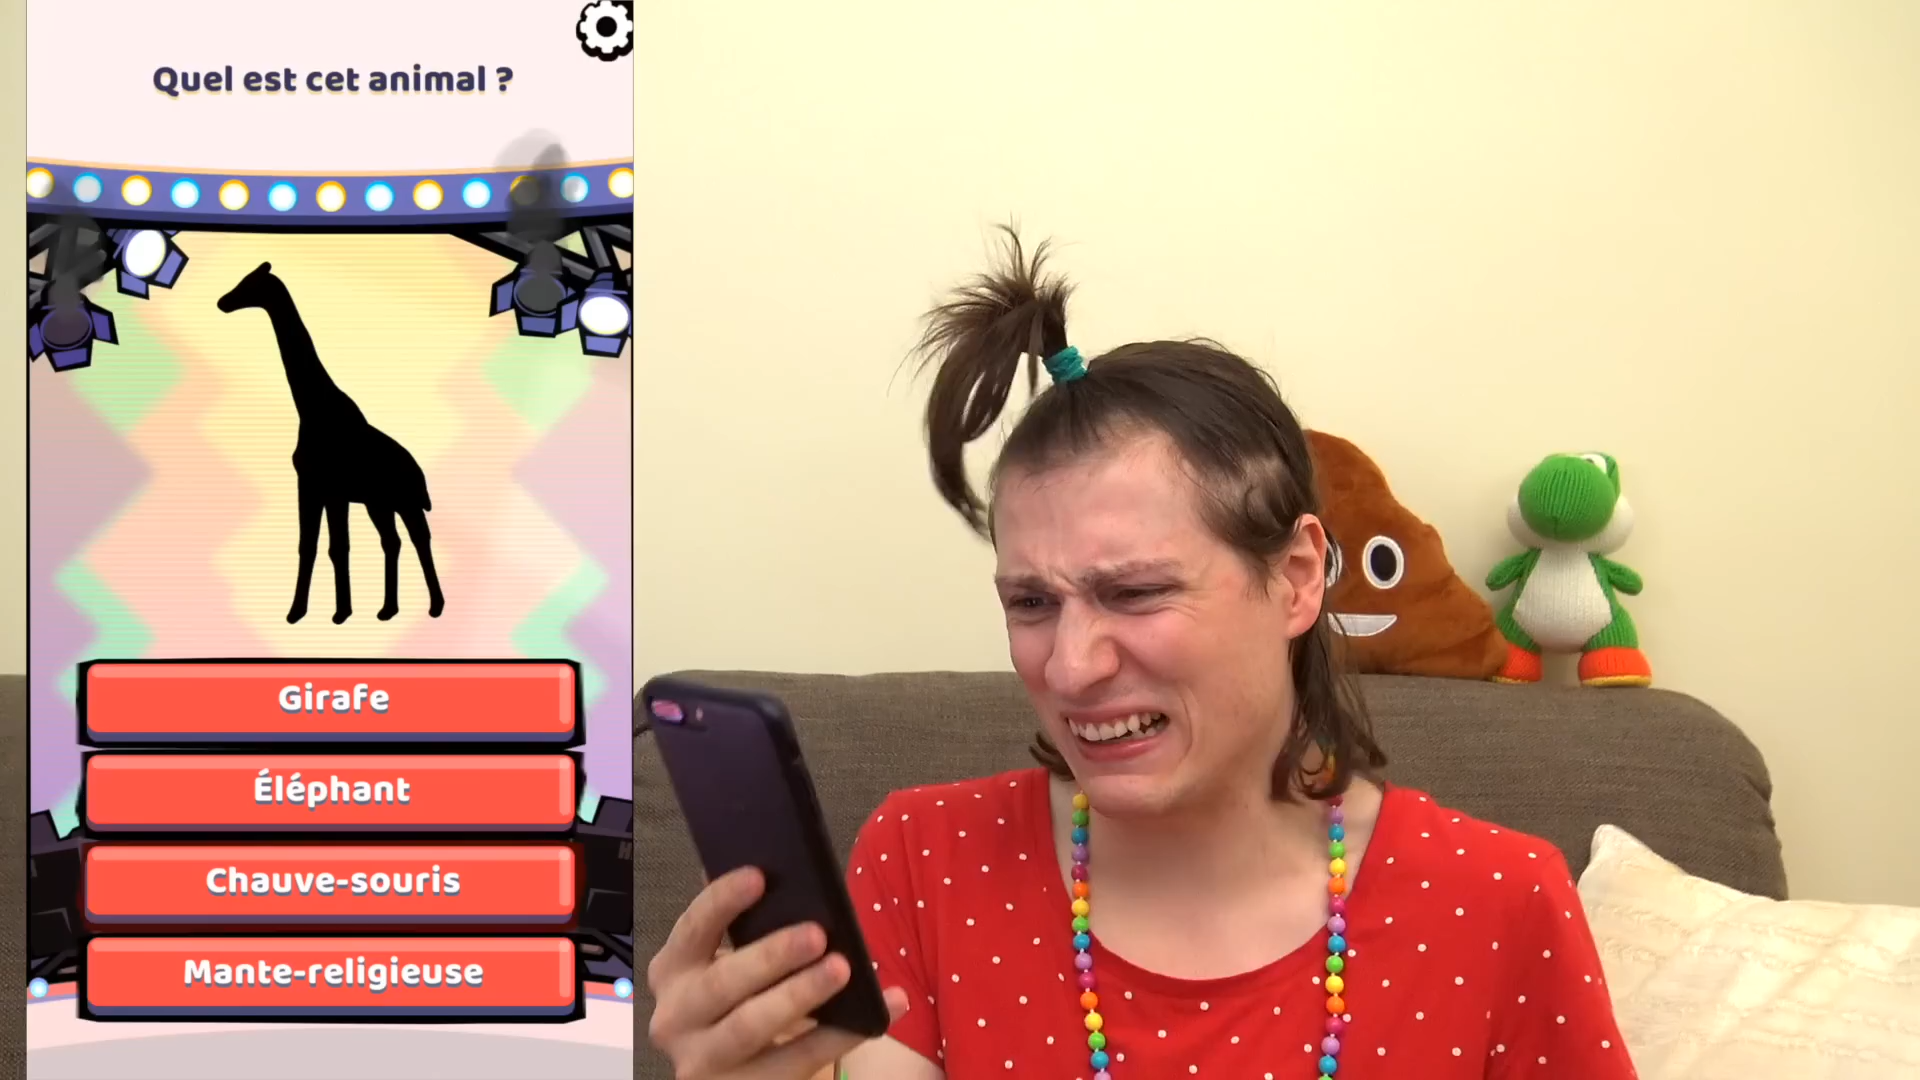 Quel est cet animal ?
Girafe
Éléphant
Chauve-souris
Mante-religieuse